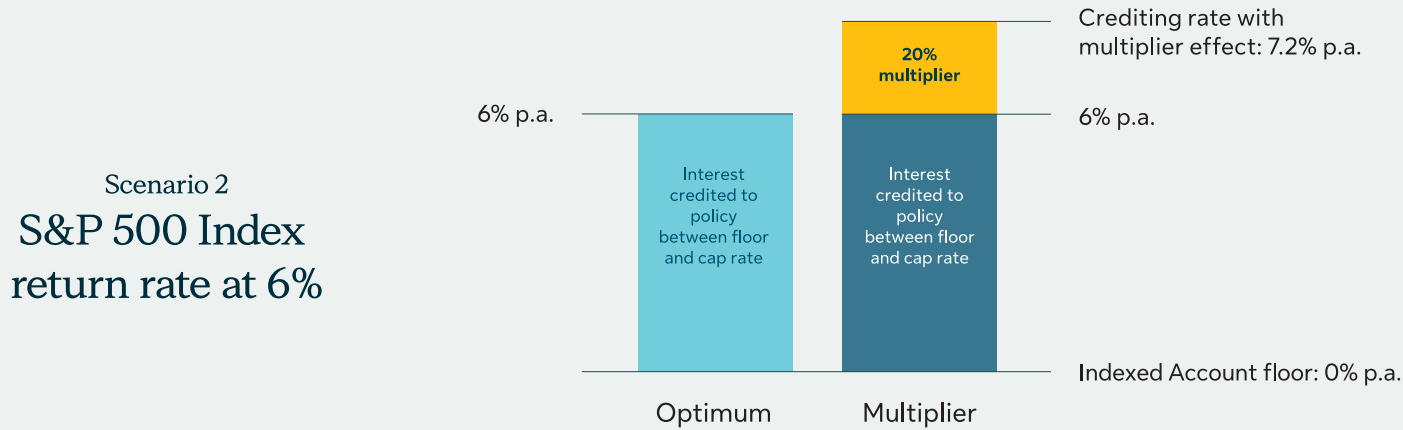 Scenario 2
S&P 500 Index
return rate at 6%
6% p.a.
Interest
credited to
policy
between floor
and cap rate
Optimum
20%
multiplier
Interest
credited to
policy
between floor
and cap rate
Multiplier
Crediting rate with
multiplier effect: 7.2% p.a.
6% p.a.
Indexed Account floor: 0% p.a.